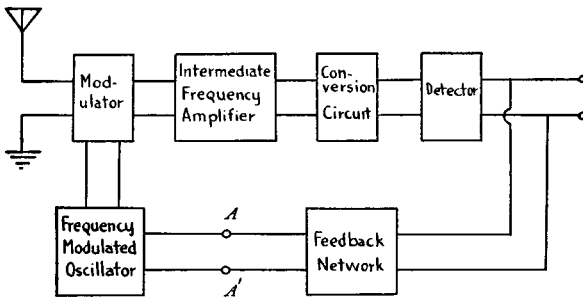 Mod-
ulator
Intermediate
Frequency
Amplifier
Con-
version
Circuit
Detector
Frequency
Modulated
Oscillator
A
A'
Feedback
Network